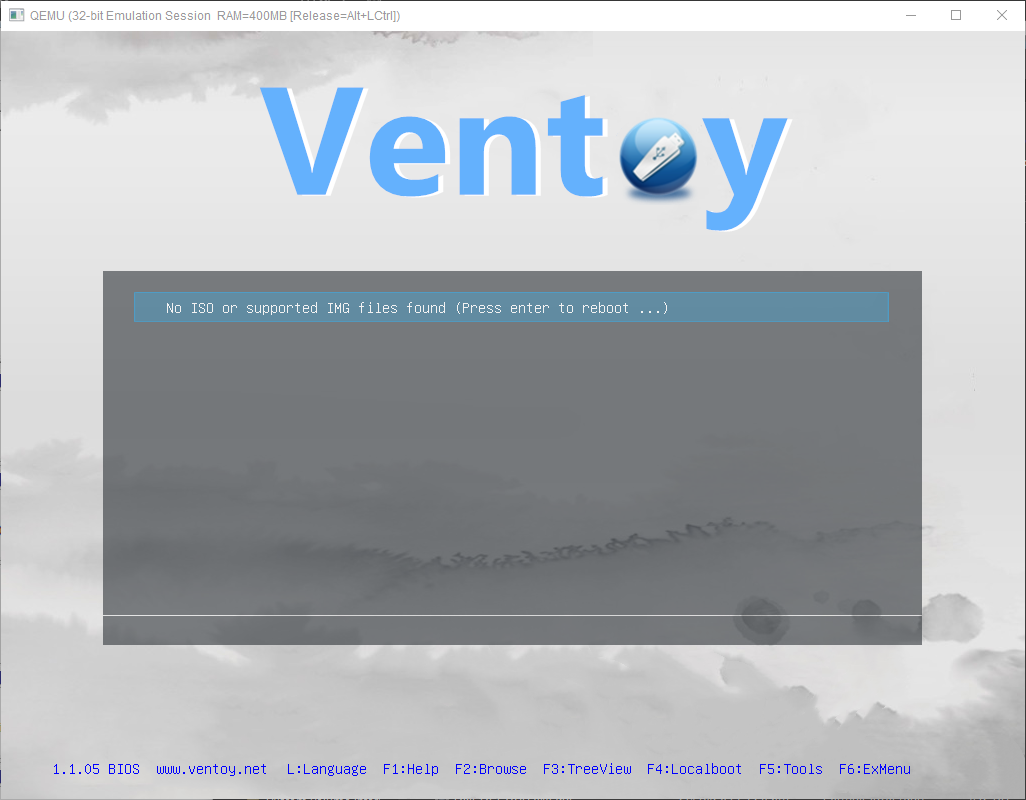 QEMU (32-bit Emulation Session  RAM=400MB [Release=Alt+LCtrl])
Ventoy
No ISO or supported IMG files found (Press enter to reboot ...)
1.1.05 BIOS  www.ventoy.net  L:Language  F1:Help  F2:Browse  F3:TreeView  F4:Localboot  F5:Tools  F6:ExMenu